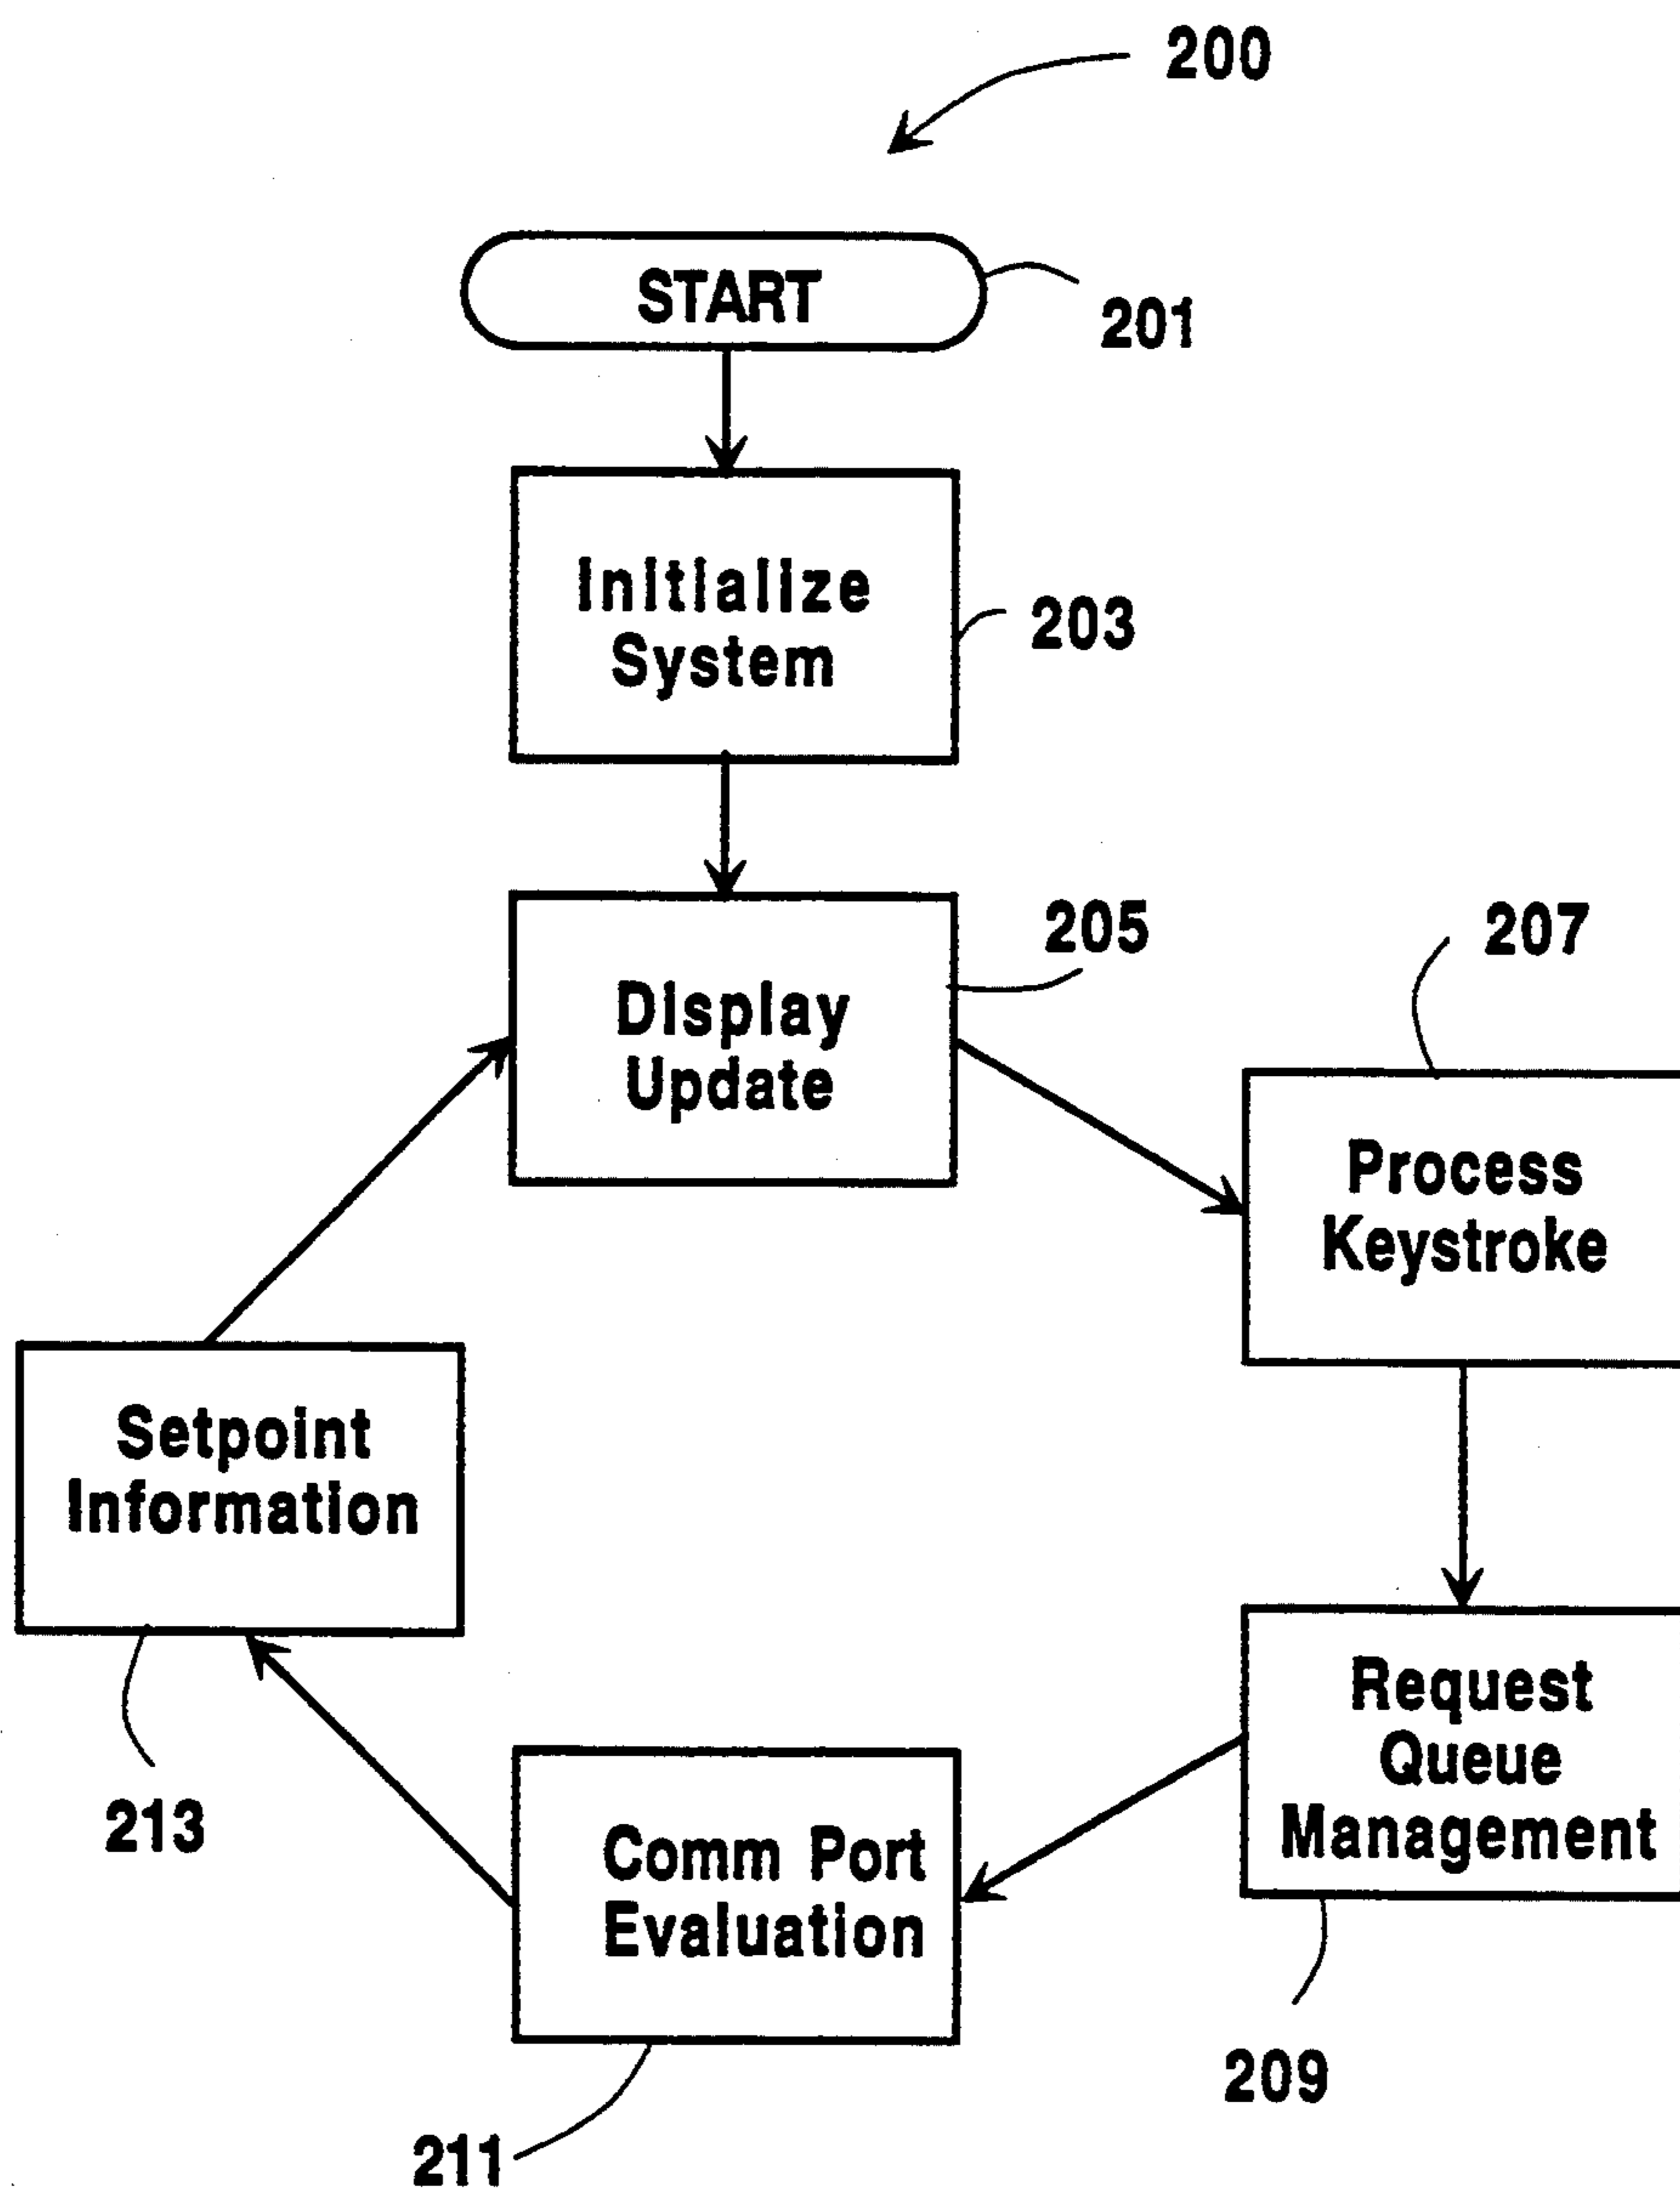 200
START
201
Initialize
System
203
Display
Update
205
207
Process
Keystroke
Setpoint
Information
213
Request
Queue
Management
209
Comm Port
Evaluation
211